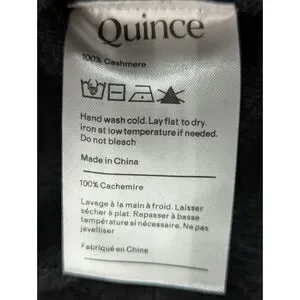 Quince
100% Cashmere
Hand wash cold. Lay flat to dry.
Iron at low temperature if needed.
Do not bleach
Made in China
100% Cachemire
Lavage à la main à froid. Laisser
sécher à plat. Repasser à basse
température si nécessaire. Ne pas
javelliser
Fabriqué en Chine